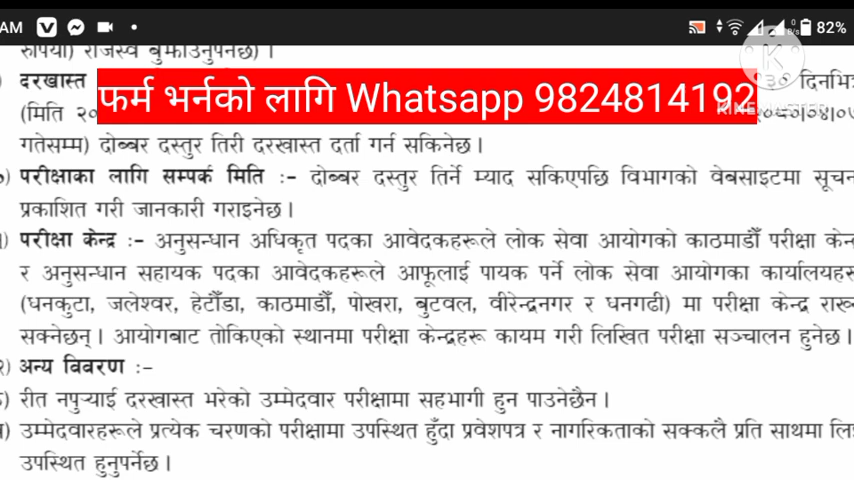 AM 82%
रुपैया) राजस्व बुझाउनुपर्नेछ) ।
दरखास्त दिनभित्र
फर्म भर्नको लागि Whatsapp 9824814192
KINEMASTER
(मिति २०
गतेसम्म) दोब्बर दस्तुर तिरी दरखास्त दर्ता गर्न सकिनेछ ।
परीक्षाका लागि सम्पर्क मिति :- दोब्बर दस्तुर तिर्ने म्याद सकिएपछि विभागको वेबसाइटमा सूचन
प्रकाशित गरी जानकारी गराइनेछ ।
परीक्षा केन्द्र :- अनुसन्धान अधिकृत पदका आवेदकहरूले लोक सेवा आयोगको काठमाडौँ परीक्षा केन
र अनुसन्धान सहायक पदका आवेदकहरूले आफूलाई पायक पर्ने लोक सेवा आयोगका कार्यालयहरू
(धनकुटा, जलेश्वर, हेटौँडा, काठमाडौँ, पोखरा, बुटवल, वीरेन्द्रनगर र धनगढी) मा परीक्षा केन्द्र राख्न
सक्नेछन् । आयोगबाट तोकिएको स्थानमा परीक्षा केन्द्रहरू कायम गरी लिखित परीक्षा सञ्चालन हुनेछ ।
अन्य विवरण :-
रीत नपुर्‍याई दरखास्त भरेको उम्मेदवार परीक्षामा सहभागी हुन पाउनेछैन ।
उम्मेदवारहरूले प्रत्येक चरणको परीक्षामा उपस्थित हुँदा प्रवेशपत्र र नागरिकताको सक्कलै प्रति साथमा लि
उपस्थित हुनुपर्नेछ ।